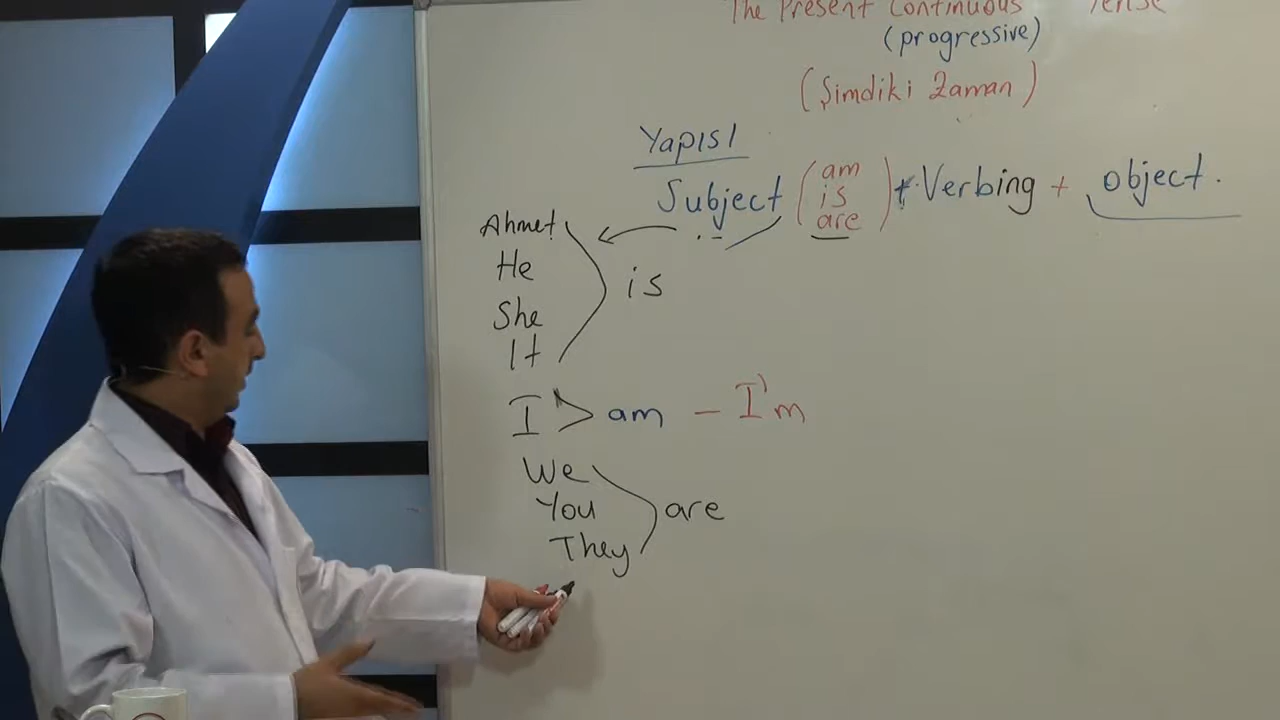 The Present Continuous Tense
(progressive)
(Şimdiki Zaman)
Yapısı
Subject (am is are) + Verbing + object.
Ahmet
He
She
It
is
I > am – I'm
We
You
They
are